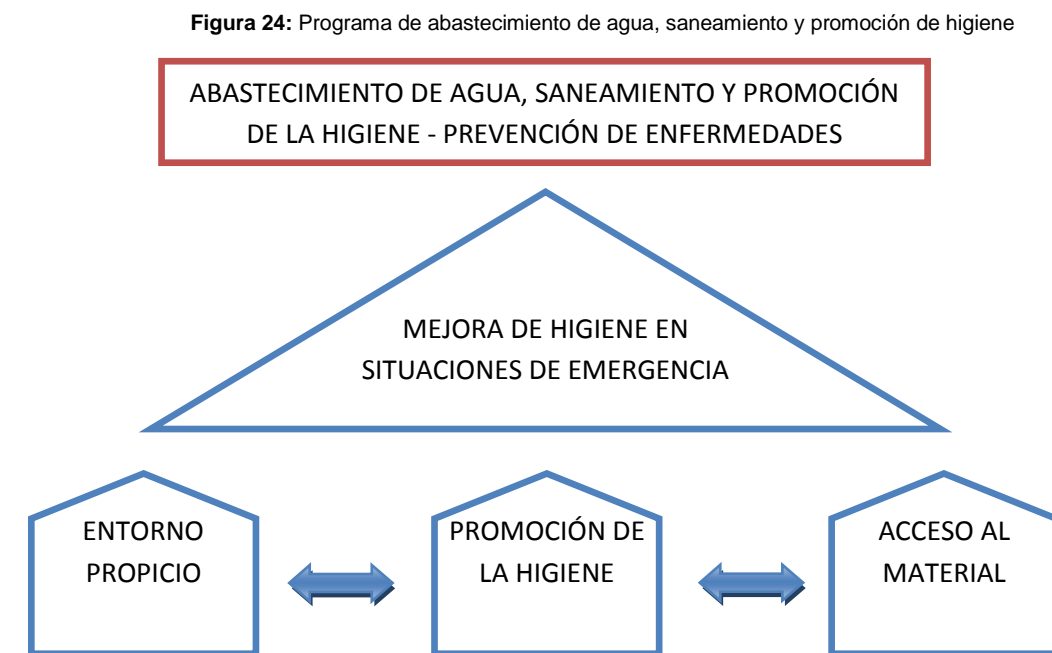 Figura 24: Programa de abastecimiento de agua, saneamiento y promoción de higiene
ABASTECIMIENTO DE AGUA, SANEAMIENTO Y PROMOCIÓN
DE LA HIGIENE - PREVENCIÓN DE ENFERMEDADES
MEJORA DE HIGIENE EN
SITUACIONES DE EMERGENCIA
ENTORNO
PROPICIO
PROMOCIÓN DE
LA HIGIENE
ACCESO AL
MATERIAL